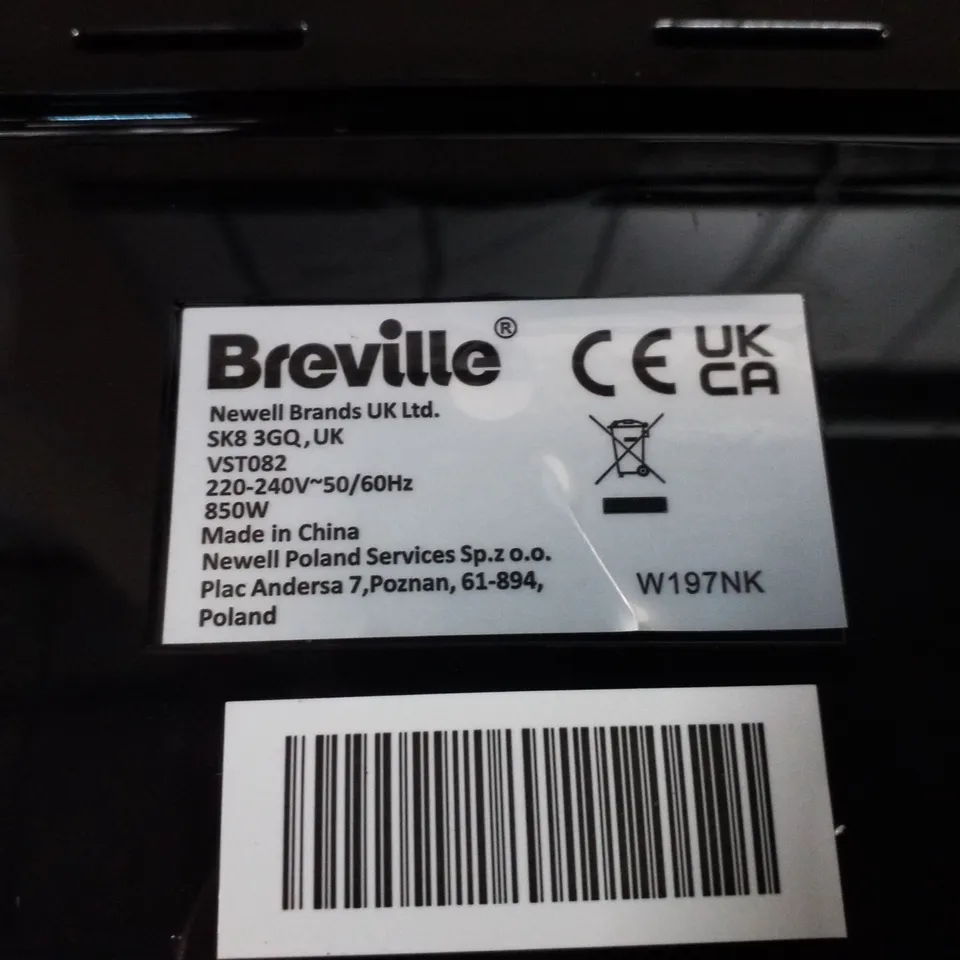 Breville®
CE UK CA
Newell Brands UK Ltd.
SK8 3GQ,UK
VST082
220-240V~50/60Hz
850W
Made in China
Newell Poland Services Sp.z o.o.
Plac Andersa 7,Poznan, 61-894,
Poland
W197NK